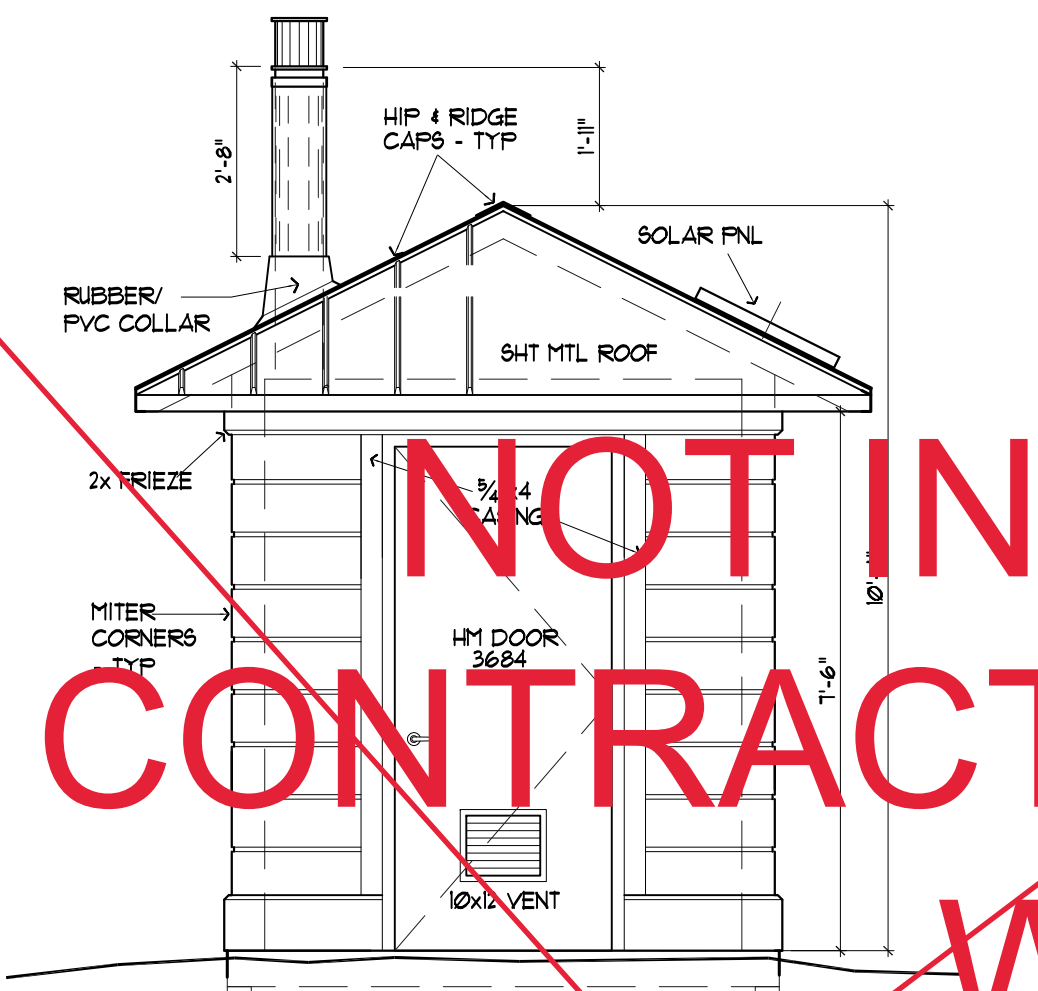 HIP & RIDGE
CAPS - TYP
2'-8"
1'-11"
SOLAR PNL
RUBBER/
PVC COLLAR
SHT MTL ROOF
2x FRIEZE
5/4x4
CASING
NOT IN
MITER
CORNERS
- TYP
HM DOOR
3684
7'-6"
CONTRACT
10x12 VENT